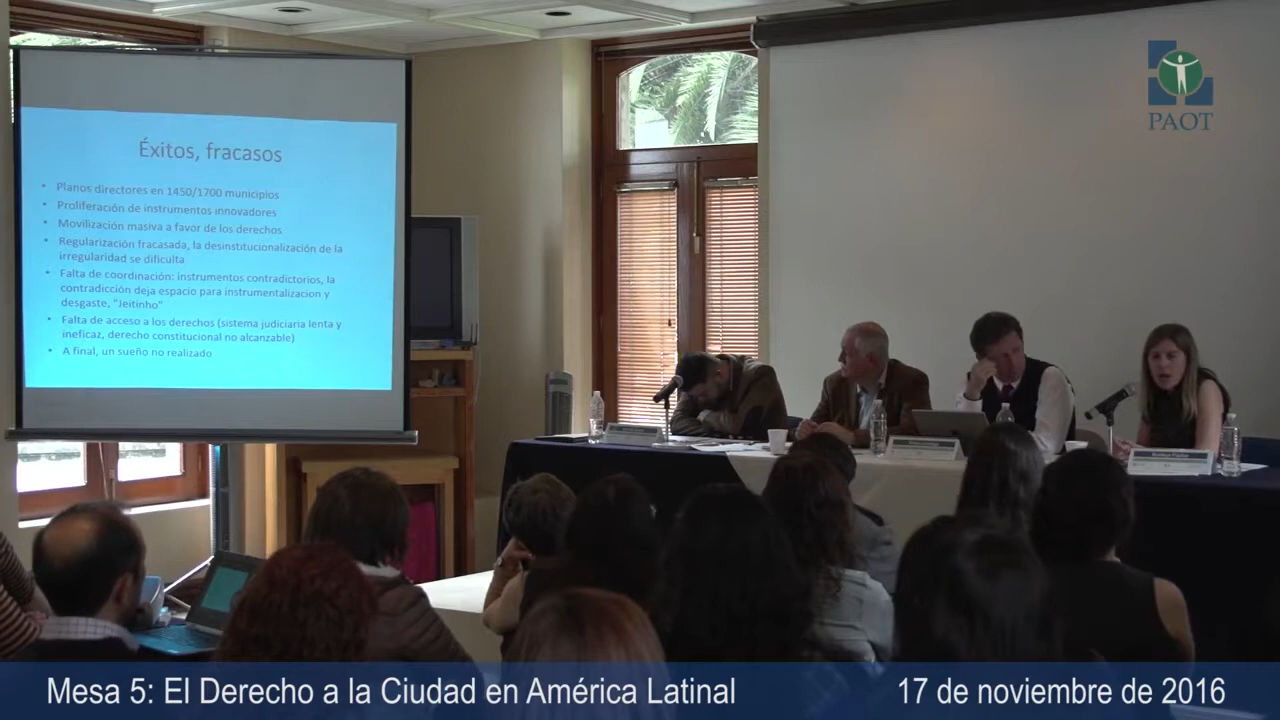 PAOT
Éxitos, fracasos
• Planos directores en 1450/1700 municipios
• Proliferación de instrumentos innovadores
• Movilización masiva a favor de los derechos
• Regularización fracasada, la desinstitucionalización de la
irregularidad se dificulta
• Falta de coordinación: instrumentos contradictorios, la
contradicción deja espacio para instrumentalizacion y
desgaste, "Jeitinho"
• Falta de acceso a los derechos (sistema judiciaria lenta y
ineficaz, derecho constitucional no alcanzable)
• A final, un sueño no realizado
Mesa 5: El Derecho a la Ciudad en América Latinal
17 de noviembre de 2016